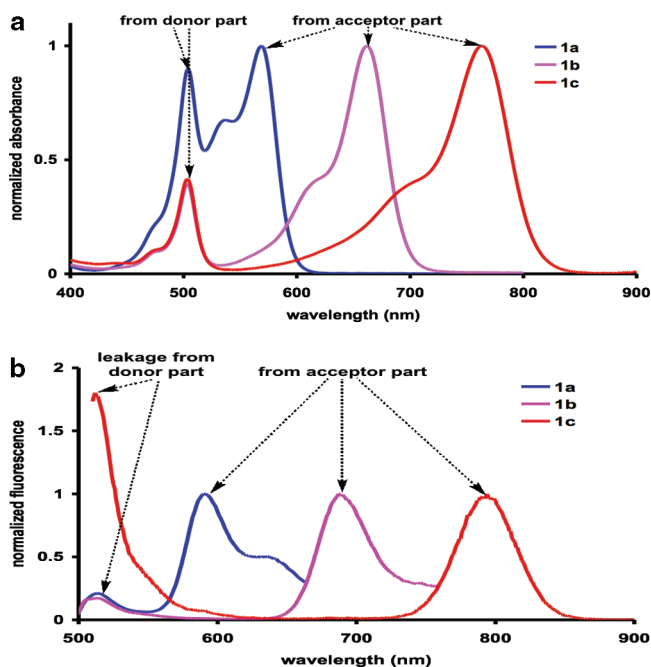 a
from donor part
from acceptor part
1a
1b
1c
normalized absorbance
1
0.5
0
400
500
600
700
800
900
wavelength (nm)
b
leakage from
donor part
from acceptor part
1a
1b
1c
normalized fluorescence
2
1.5
1
0.5
0
500
600
700
800
900
wavelength (nm)